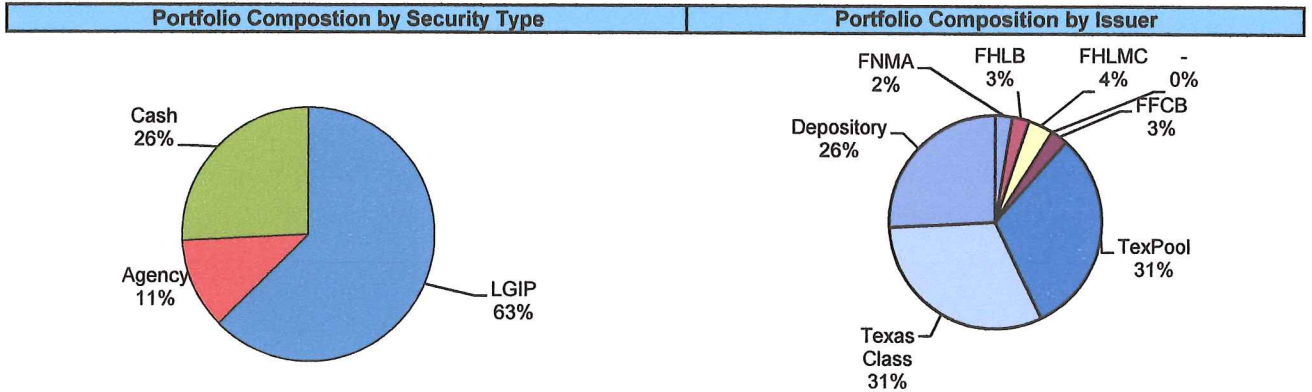 Portfolio Compostion by Security Type
Portfolio Composition by Issuer
Cash
26%
Agency
11%
LGIP
63%
FNMA
2%
FHLB
3%
FHLMC
4%
-
0%
FFCB
3%
Depository
26%
TexPool
31%
Texas
Class
31%